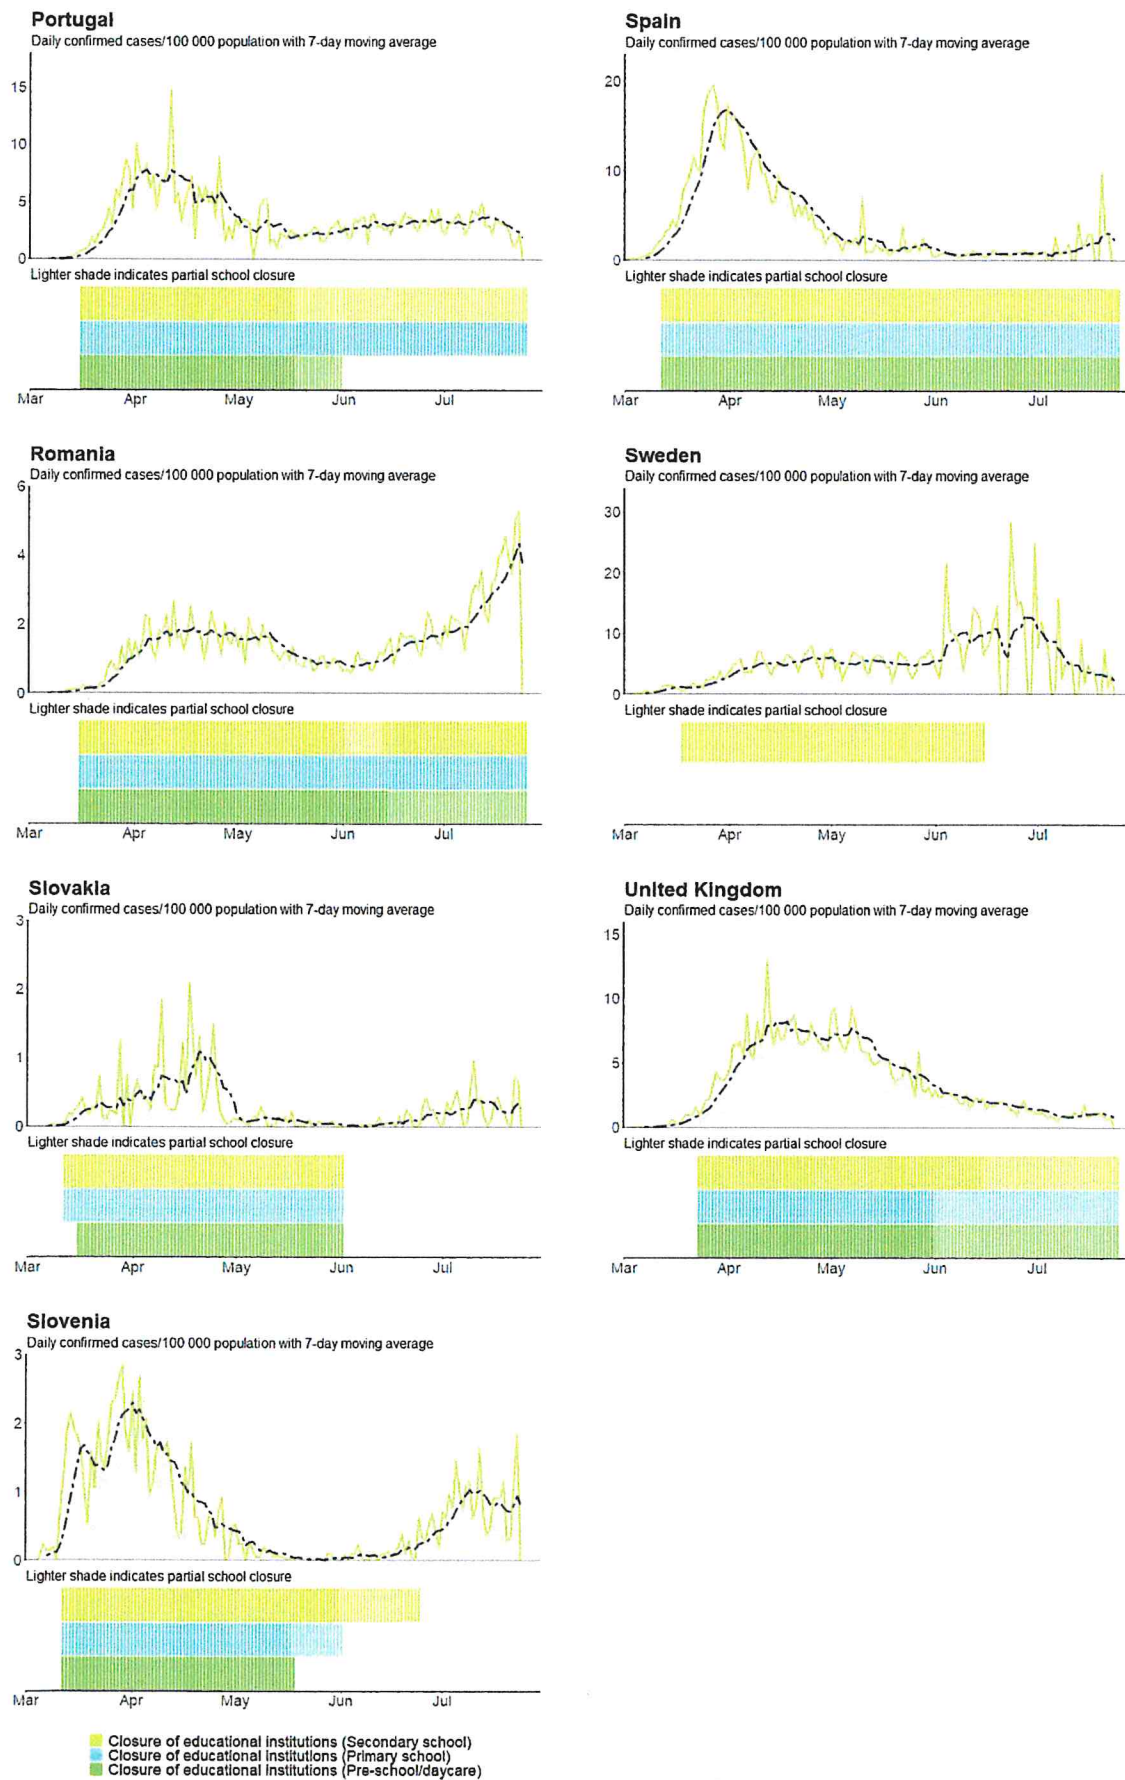 Portugal
Daily confirmed cases/100 000 population with 7-day moving average
15
10
5
0
Lighter shade indicates partial school closure
Mar Apr May Jun Jul
Spain
Daily confirmed cases/100 000 population with 7-day moving average
20
10
0
Lighter shade indicates partial school closure
Mar Apr May Jun Jul
Romania
Daily confirmed cases/100 000 population with 7-day moving average
6
4
2
0
Lighter shade indicates partial school closure
Mar Apr May Jun Jul
Sweden
Daily confirmed cases/100 000 population with 7-day moving average
30
20
10
0
Lighter shade indicates partial school closure
Mar Apr May Jun Jul
Slovakia
Daily confirmed cases/100 000 population with 7-day moving average
3
2
1
0
Lighter shade indicates partial school closure
Mar Apr May Jun Jul
United Kingdom
Daily confirmed cases/100 000 population with 7-day moving average
15
10
5
0
Lighter shade indicates partial school closure
Mar Apr May Jun Jul
Slovenia
Daily confirmed cases/100 000 population with 7-day moving average
3
2
1
0
Lighter shade indicates partial school closure
Mar Apr May Jun Jul
Closure of educational institutions (Secondary school)
Closure of educational institutions (Primary school)
Closure of educational institutions (Pre-school/daycare)